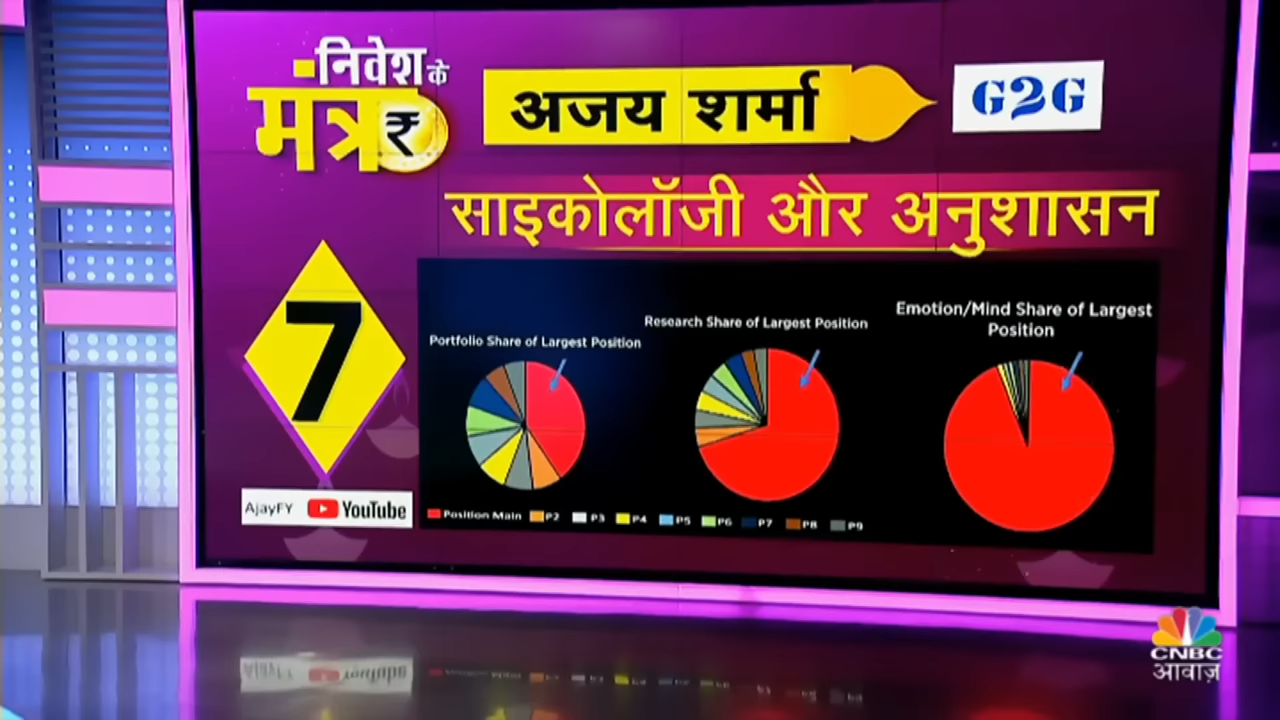 निवेश के
मंत्र ₹
अजय शर्मा
G2G
साइकोलॉजी और अनुशासन
7
Portfolio Share of Largest Position
Research Share of Largest Position
Emotion/Mind Share of Largest
Position
Position Main P2 P3 P4 P5 P6 P7 P8 P9
AjayFY YouTube
CNBC
आवाज़